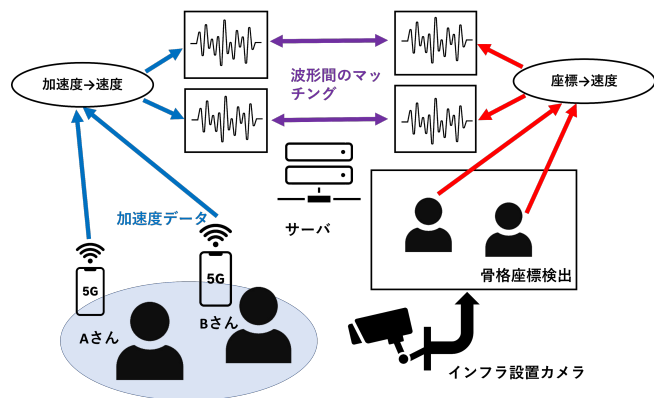 加速度→速度
波形間のマッ
チング
座標→速度
加速度データ
サーバ
骨格座標検出
5G
5G
Aさん
Bさん
インフラ設置カメラ